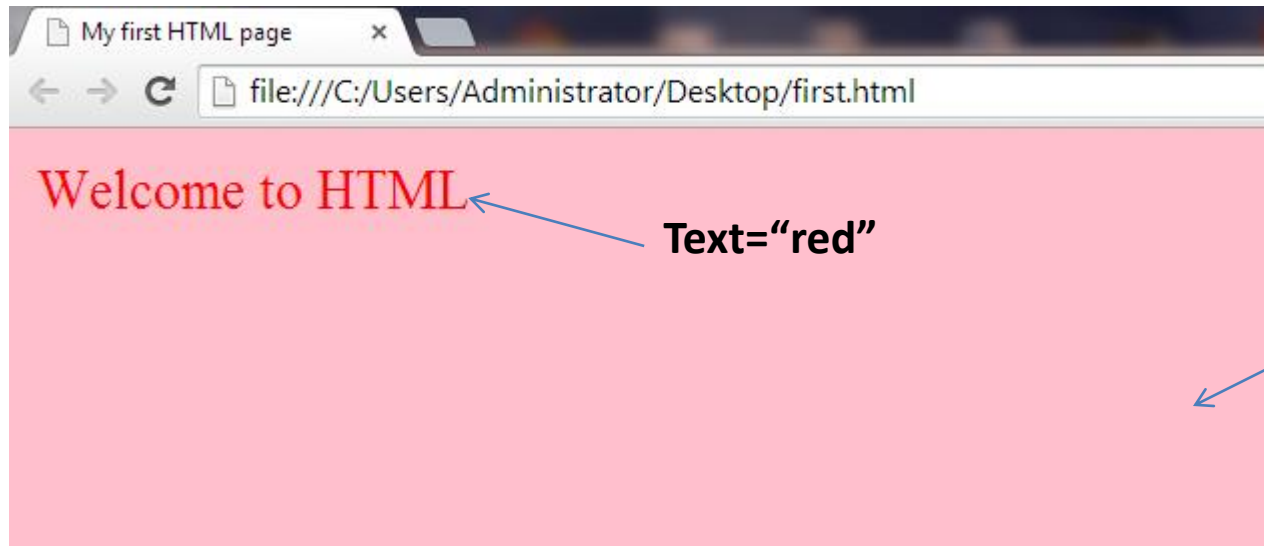 My first HTML page
file:///C:/Users/Administrator/Desktop/first.html
Welcome to HTML
Text=“red”